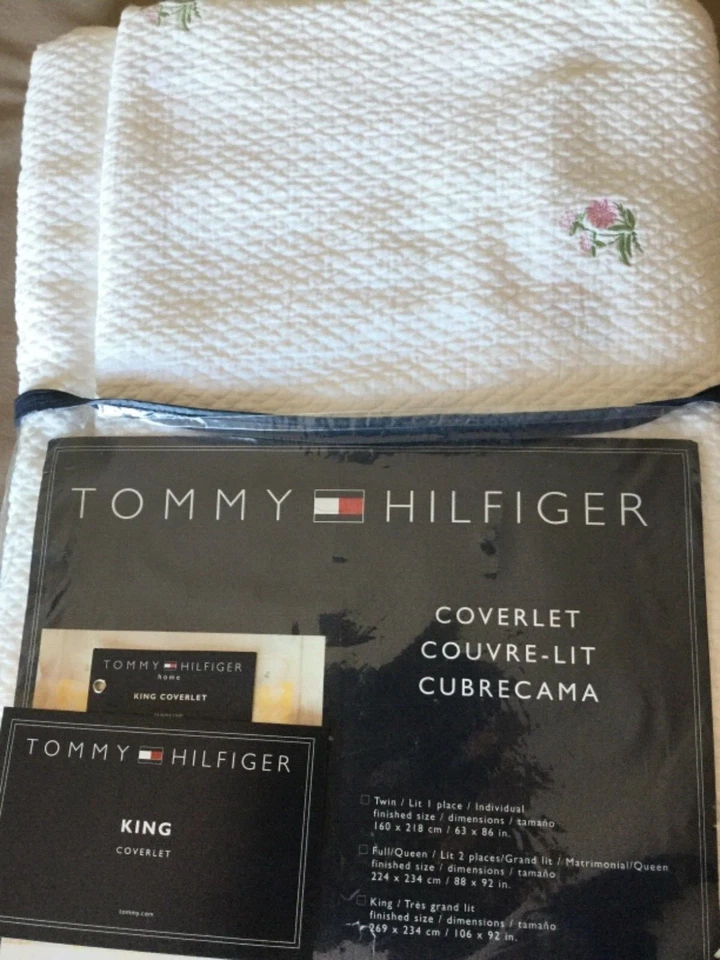 TOMMY HILFIGER
COVERLET
COUVRE-LIT
CUBRECAMA
TOMMY HILFIGER
home
KING COVERLET
TOMMY HILFIGER
KING
COVERLET
tommy.com
Twin / Lit 1 place / Individual
finished size / dimensions / tamaño
160 x 218 cm / 63 x 86 in.
Full/Queen / Lit 2 places/Grand lit / Matrimonial/Queen
finished size / dimensions / tamaño
224 x 234 cm / 88 x 92 in.
King / Très grand lit
finished size / dimensions / tamaño
269 x 234 cm / 106 x 92 in.